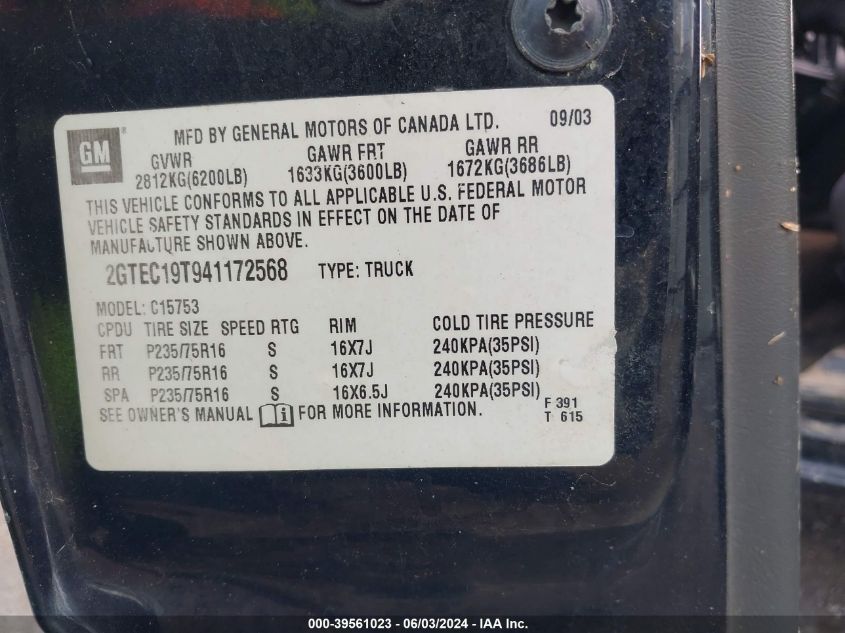 GM
MFD BY GENERAL MOTORS OF CANADA LTD. 09/03
GVWR GAWR FRT GAWR RR
2812KG(6200LB) 1633KG(3600LB) 1672KG(3686LB)
THIS VEHICLE CONFORMS TO ALL APPLICABLE U.S. FEDERAL MOTOR
VEHICLE SAFETY STANDARDS IN EFFECT ON THE DATE OF
MANUFACTURE SHOWN ABOVE.
2GTEC19T941172568 TYPE: TRUCK
MODEL: C15753
CPDU TIRE SIZE SPEED RTG RIM COLD TIRE PRESSURE
FRT P235/75R16 S 16X7J 240KPA(35PSI)
RR P235/75R16 S 16X7J 240KPA(35PSI)
SPA P235/75R16 S 16X6.5J 240KPA(35PSI)
SEE OWNER'S MANUAL FOR MORE INFORMATION.
F 391
T 615
000-39561023 - 06/03/2024 - IAA Inc.